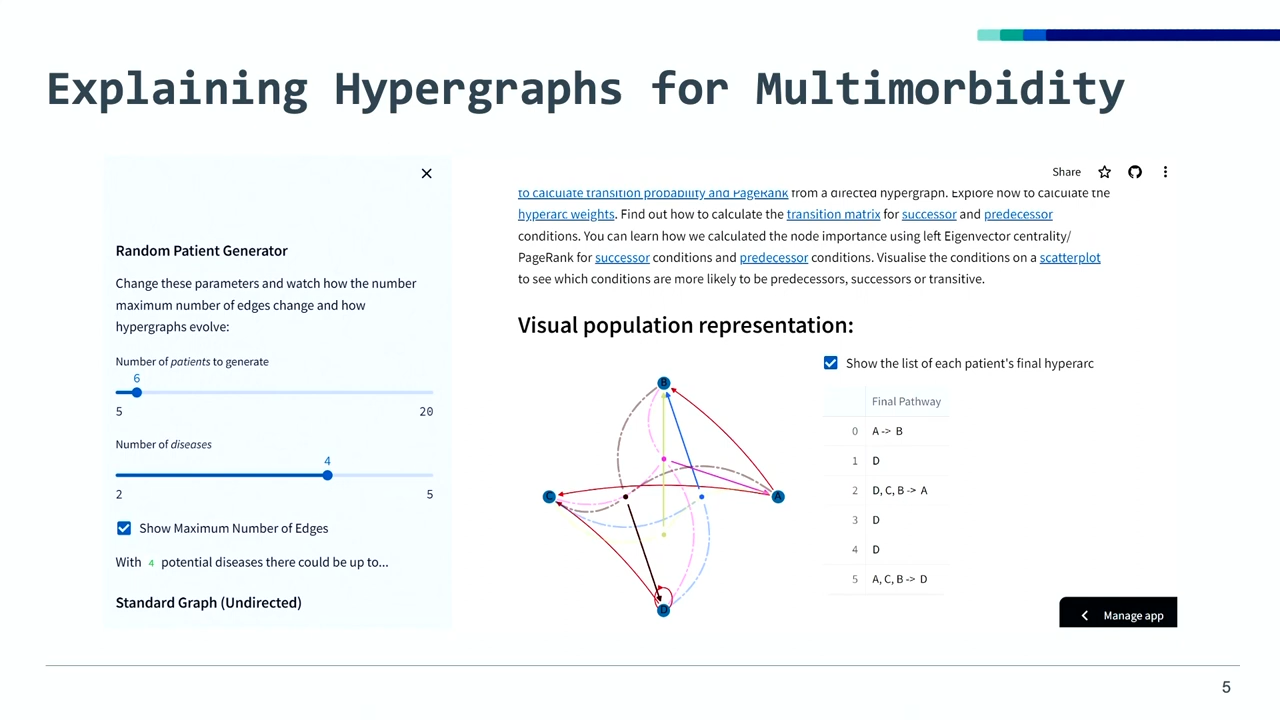 Explaining Hypergraphs for Multimorbidity
Random Patient Generator
Change these parameters and watch how the number
maximum number of edges change and how
hypergraphs evolve:
Number of patients to generate
6
5 20
Number of diseases
4
2 5
Show Maximum Number of Edges
With 4 potential diseases there could be up to...
Standard Graph (Undirected)
Share
to calculate transition probability and PageRank from a directed hypergraph. Explore how to calculate the
hyperarc weights. Find out how to calculate the transition matrix for successor and predecessor
conditions. You can learn how we calculated the node importance using left Eigenvector centrality/
PageRank for successor conditions and predecessor conditions. Visualise the conditions on a scatterplot
to see which conditions are more likely to be predecessors, successors or transitive.
Visual population representation:
B
C
A
D
Show the list of each patient's final hyperarc
Final Pathway
0 A -> B
1 D
2 D, C, B -> A
3 D
4 D
5 A, C, B -> D
Manage app
5